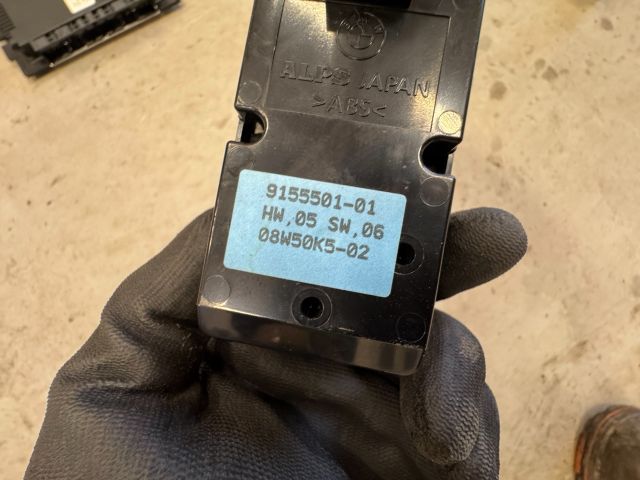 ALPS JAPAN
>ABS<
9155501-01
HW,05 SW,06
08W50K5-02